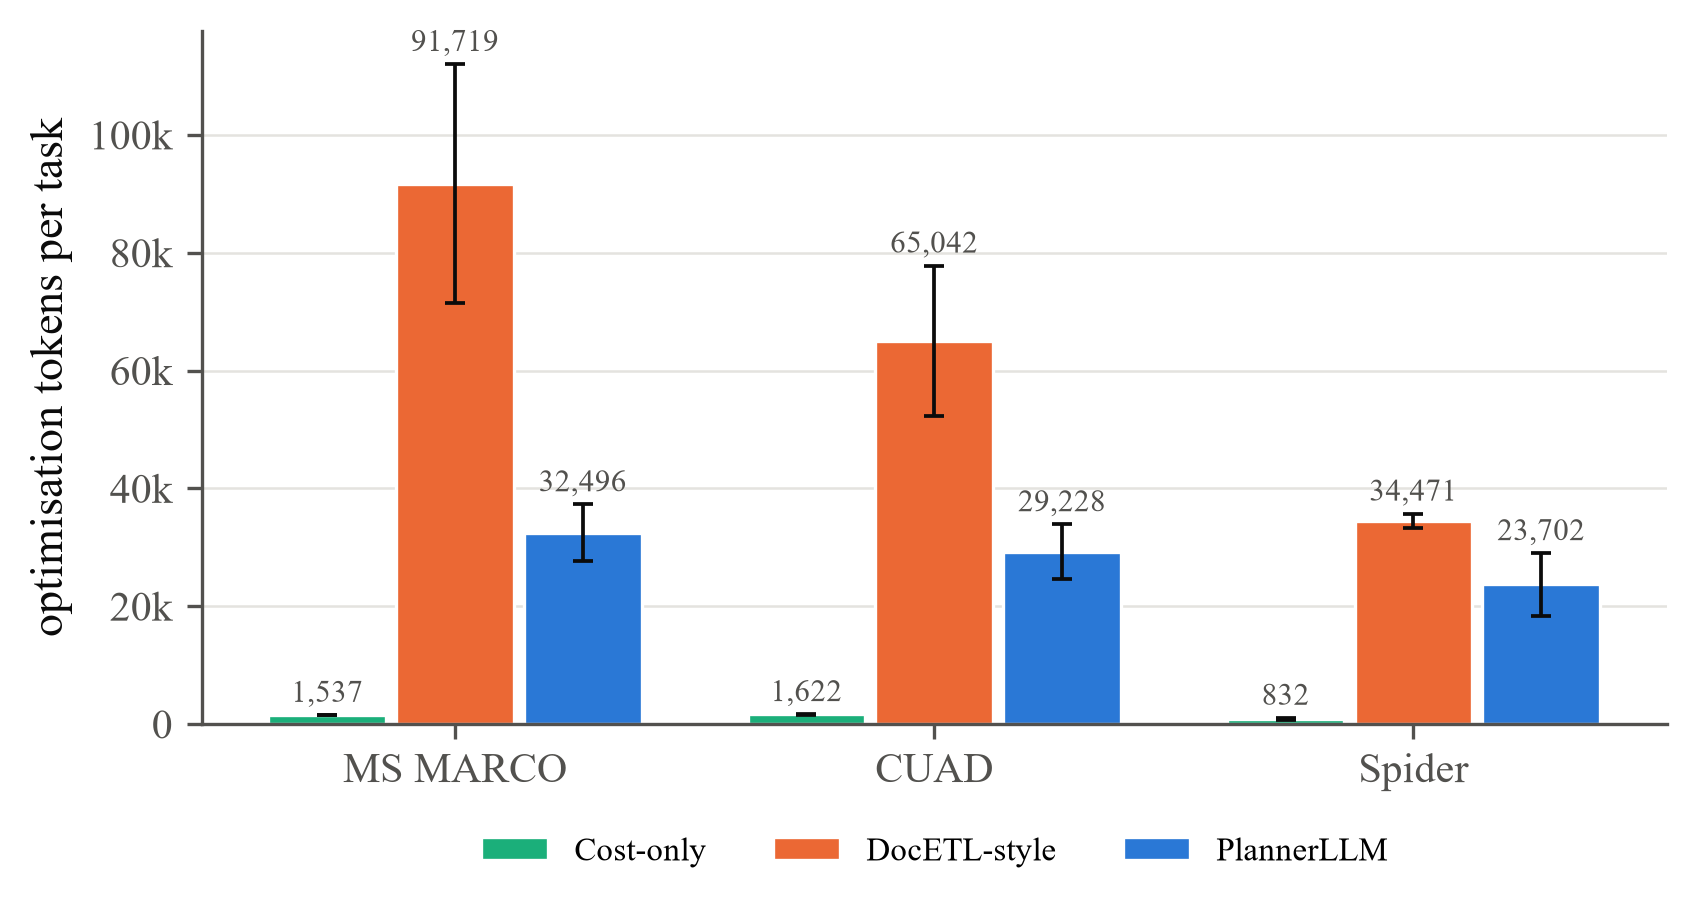 91,719
100k
65,042
80k
60k
32,496
40k
29,228
34,471
23,702
20k
1,537
1,622
832
0
optimisation tokens per task
MS MARCO
CUAD
Spider
Cost-only
DocETL-style
PlannerLLM